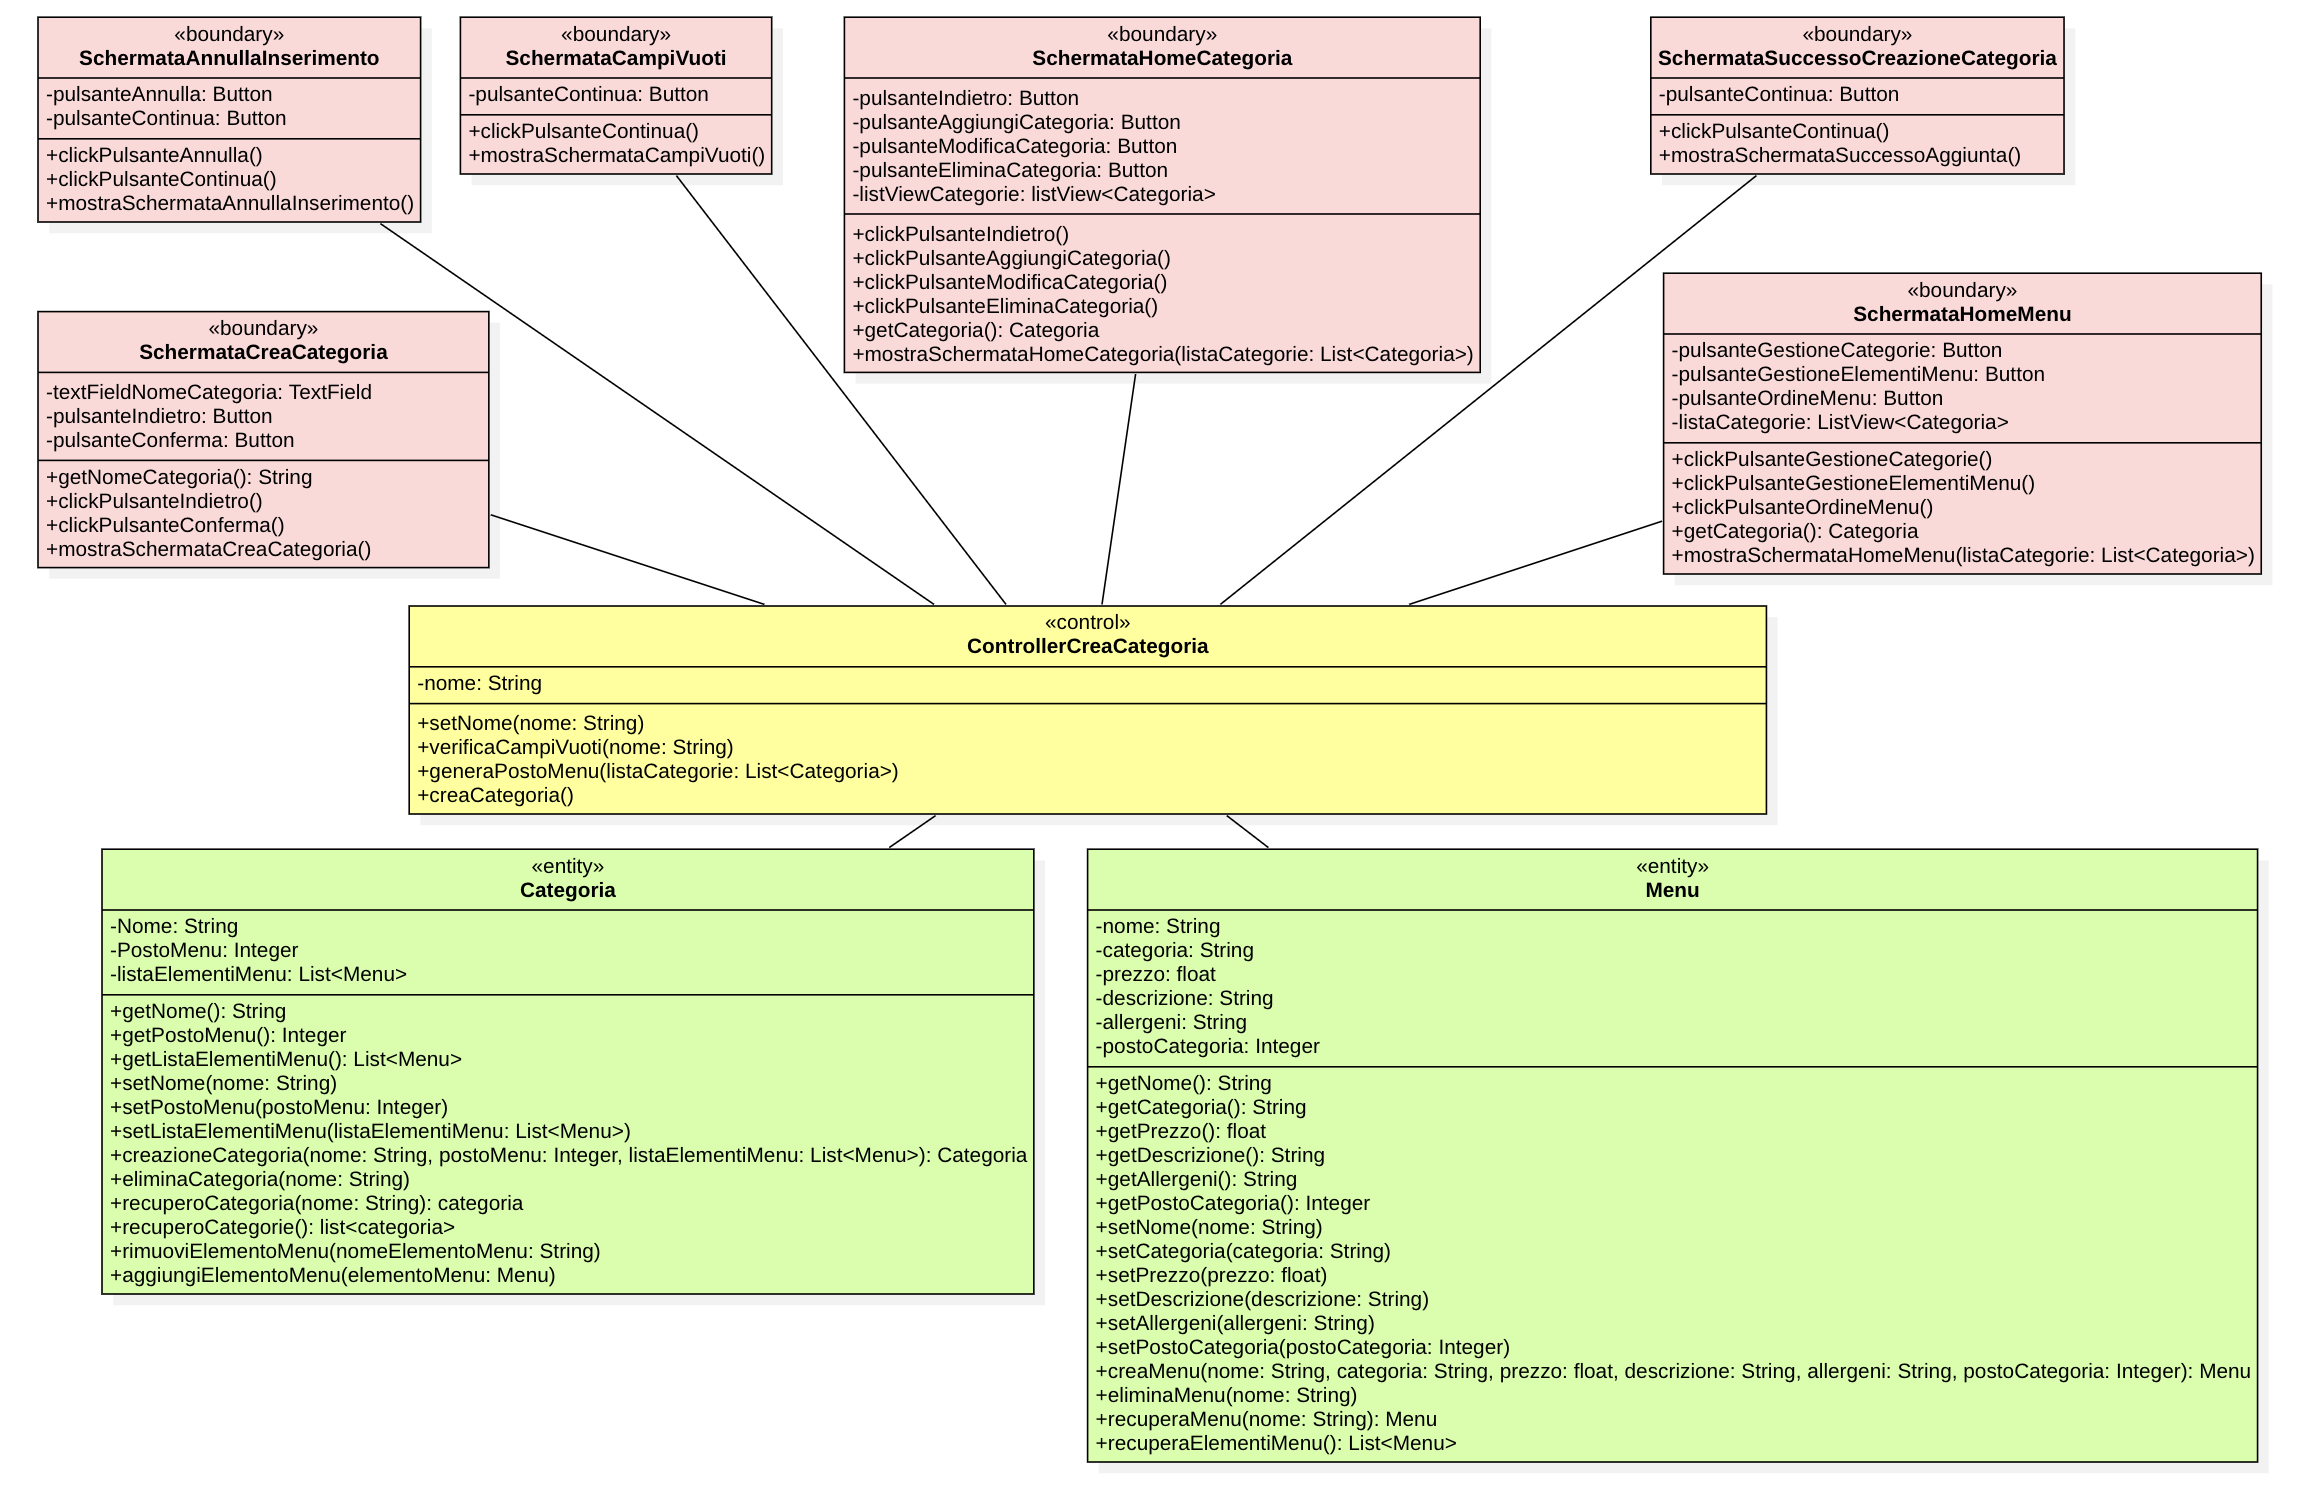 «boundary»
SchermataAnnullaInserimento
-pulsanteAnnulla: Button
-pulsanteContinua: Button
+clickPulsanteAnnulla()
+clickPulsanteContinua()
+mostraSchermataAnnullaInserimento()
«boundary»
SchermataCampiVuoti
-pulsanteContinua: Button
+clickPulsanteContinua()
+mostraSchermataCampiVuoti()
«boundary»
SchermataHomeCategoria
-pulsanteIndietro: Button
-pulsanteAggiungiCategoria: Button
-pulsanteModificaCategoria: Button
-pulsanteEliminaCategoria: Button
-listViewCategorie: listView<Categoria>
+clickPulsanteIndietro()
+clickPulsanteAggiungiCategoria()
+clickPulsanteModificaCategoria()
+clickPulsanteEliminaCategoria()
+getCategoria(): Categoria
+mostraSchermataHomeCategoria(listaCategorie: List<Categoria>)
«boundary»
SchermataSuccessoCreazioneCategoria
-pulsanteContinua: Button
+clickPulsanteContinua()
+mostraSchermataSuccessoAggiunta()
«boundary»
SchermataCreaCategoria
-textFieldNomeCategoria: TextField
-pulsanteIndietro: Button
-pulsanteConferma: Button
+getNomeCategoria(): String
+clickPulsanteIndietro()
+clickPulsanteConferma()
+mostraSchermataCreaCategoria()
«boundary»
SchermataHomeMenu
-pulsanteGestioneCategorie: Button
-pulsanteGestioneElementiMenu: Button
-pulsanteOrdineMenu: Button
-listaCategorie: ListView<Categoria>
+clickPulsanteGestioneCategorie()
+clickPulsanteGestioneElementiMenu()
+clickPulsanteOrdineMenu()
+getCategoria(): Categoria
+mostraSchermataHomeMenu(listaCategorie: List<Categoria>)
«control»
ControllerCreaCategoria
-nome: String
+setNome(nome: String)
+verificaCampiVuoti(nome: String)
+generaPostoMenu(listaCategorie: List<Categoria>)
+creaCategoria()
«entity»
Categoria
-Nome: String
-PostoMenu: Integer
-listaElementiMenu: List<Menu>
+getNome(): String
+getPostoMenu(): Integer
+getListaElementiMenu(): List<Menu>
+setNome(nome: String)
+setPostoMenu(postoMenu: Integer)
+setListaElementiMenu(listaElementiMenu: List<Menu>)
+creazioneCategoria(nome: String, postoMenu: Integer, listaElementiMenu: List<Menu>): Categoria
+eliminaCategoria(nome: String)
+recuperoCategoria(nome: String): categoria
+recuperoCategorie(): list<categoria>
+rimuoviElementoMenu(nomeElementoMenu: String)
+aggiungiElementoMenu(elementoMenu: Menu)
«entity»
Menu
-nome: String
-categoria: String
-prezzo: float
-descrizione: String
-allergeni: String
-postoCategoria: Integer
+getNome(): String
+getCategoria(): String
+getPrezzo(): float
+getDescrizione(): String
+getAllergeni(): String
+getPostoCategoria(): Integer
+setNome(nome: String)
+setCategoria(categoria: String)
+setPrezzo(prezzo: float)
+setDescrizione(descrizione: String)
+setAllergeni(allergeni: String)
+setPostoCategoria(postoCategoria: Integer)
+creaMenu(nome: String, categoria: String, prezzo: float, descrizione: String, allergeni: String, postoCategoria: Integer): Menu
+eliminaMenu(nome: String)
+recuperaMenu(nome: String): Menu
+recuperaElementiMenu(): List<Menu>